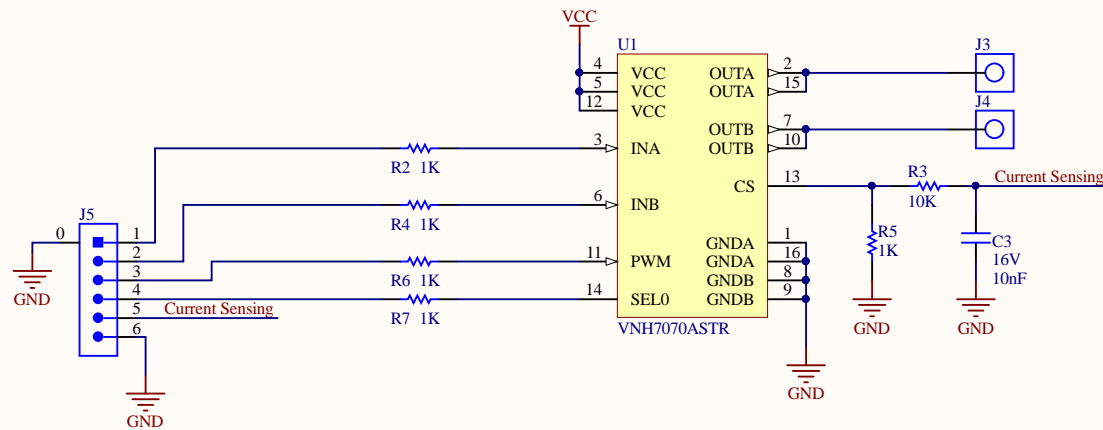 VCC
U1
4 VCC OUTA 2
5 VCC OUTA 15
12 VCC
OUTB 7
OUTB 10
3 INA
6 INB
CS 13
GNDA 1
11 PWM GNDA 16
GNDB 8
14 SEL0 GNDB 9
VNH7070ASTR
GND
J3
J4
R2 1K
R4 1K
R6 1K
R7 1K
J5
0
1
2
3
4
5
6
GND
Current Sensing
GND
R3
10K
Current Sensing
R5
1K
GND
C3
16V
10nF
GND